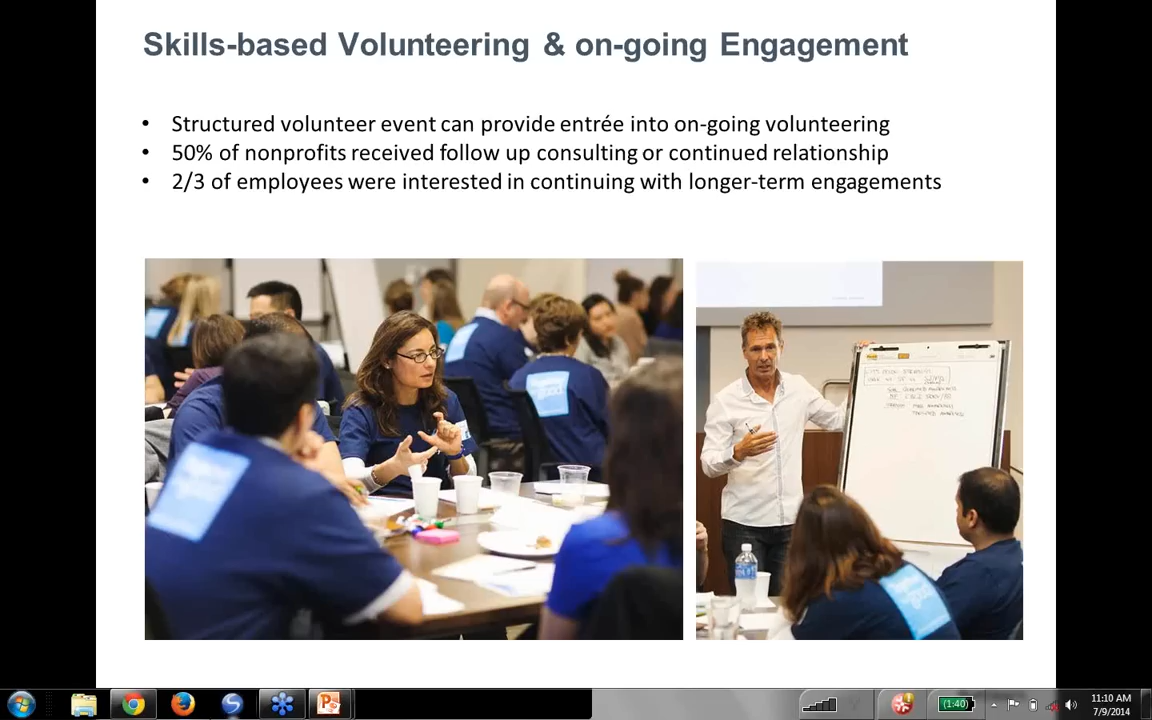 Skills-based Volunteering & on-going Engagement
• Structured volunteer event can provide entrée into on-going volunteering
• 50% of nonprofits received follow up consulting or continued relationship
• 2/3 of employees were interested in continuing with longer-term engagements
(1:40)
11:10 AM
7/9/2014